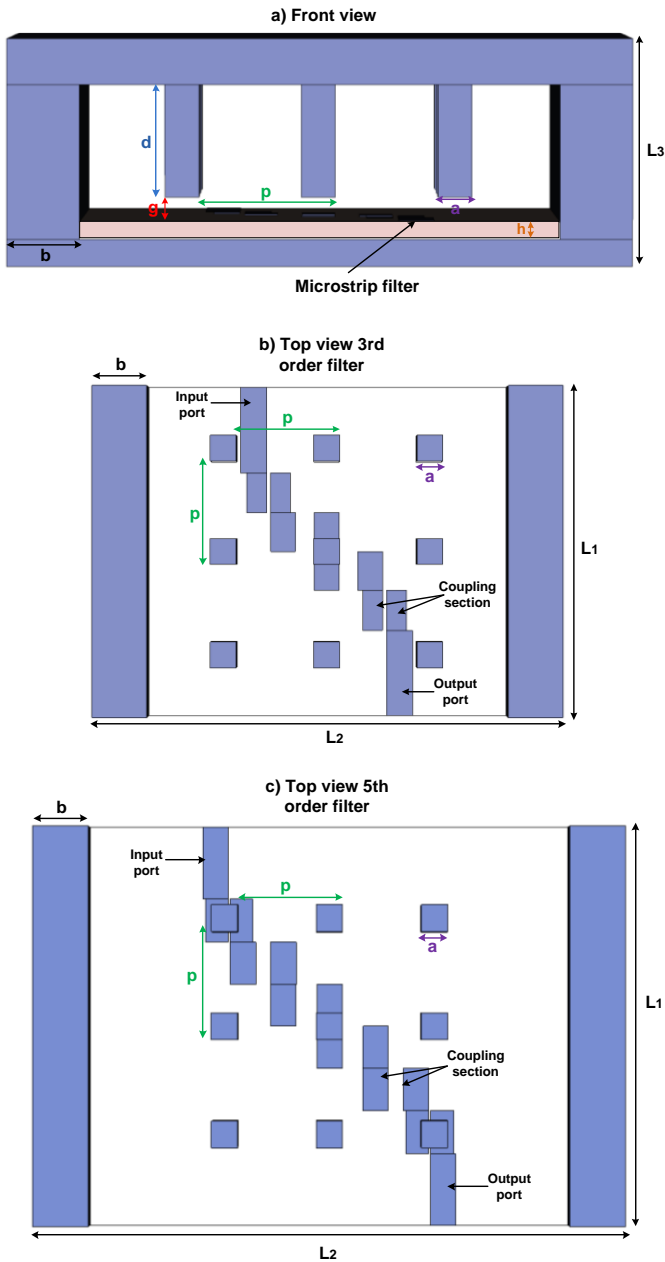 a) Front view
d
p
L3
g
a
h
b
Microstrip filter
b) Top view 3rd
order filter
b
Input
port
p
a
p
L1
Coupling
section
Output
port
L2
c) Top view 5th
order filter
b
Input
port
p
a
p
L1
Coupling
section
Output
port
L2